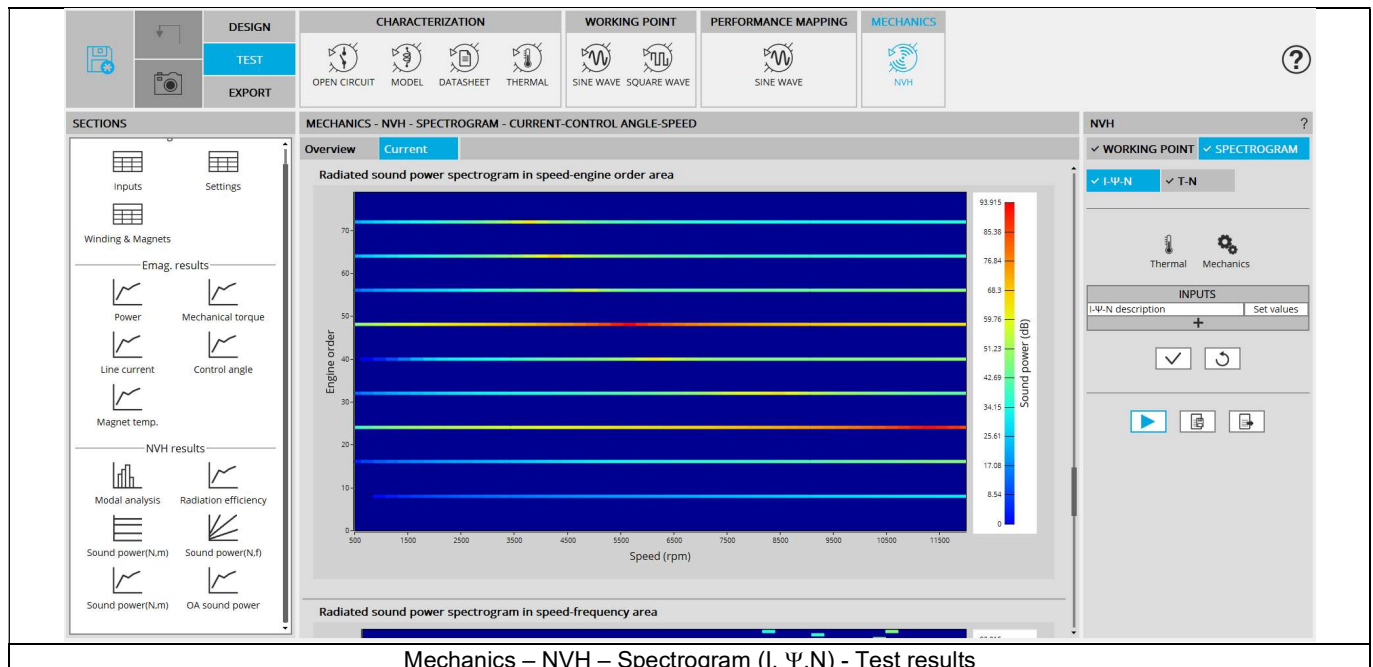 DESIGN
TEST
EXPORT
CHARACTERIZATION
OPEN CIRCUIT MODEL DATASHEET THERMAL
WORKING POINT
SINE WAVE SQUARE WAVE
PERFORMANCE MAPPING
SINE WAVE
MECHANICS
NVH
?
SECTIONS
Inputs Settings
Winding & Magnets
Emag. results
Power Mechanical torque
Line current Control angle
Magnet temp.
NVH results
Modal analysis Radiation efficiency
Sound power(N,m) Sound power(N,f)
Sound power(N,m) OA sound power
MECHANICS - NVH - SPECTROGRAM - CURRENT-CONTROL ANGLE-SPEED
Overview Current
Radiated sound power spectrogram in speed-engine order area
Engine order
70
60
50
40
30
20
10
0
500 1500 2500 3500 4500 5500 6500 7500 8500 9500 10500 11500
Speed (rpm)
93.915
85.38
76.84
68.3
59.76
51.23
42.69
34.15
25.61
17.08
8.54
0
Sound power (dB)
Radiated sound power spectrogram in speed-frequency area
NVH ?
WORKING POINT SPECTROGRAM
I-Ψ-N T-N
Thermal Mechanics
INPUTS
I-Ψ-N description Set values
+
Mechanics – NVH – Spectrogram (I, Ψ,N) - Test results